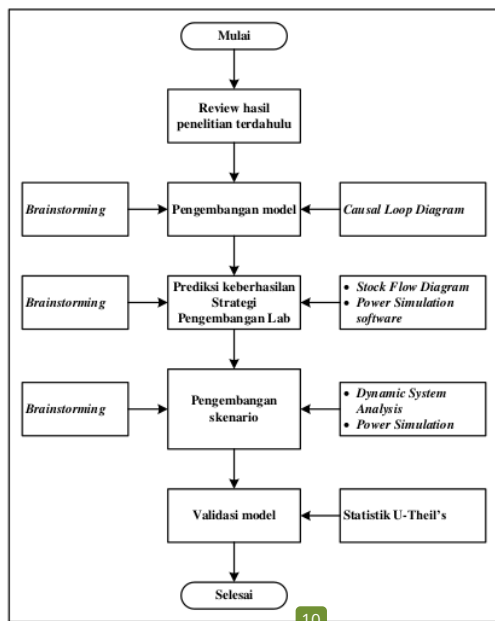 Mulai
Review hasil
penelitian terdahulu
Brainstorming
Pengembangan model
Causal Loop Diagram
Brainstorming
Prediksi keberhasilan
Strategi
Pengembangan Lab
• Stock Flow Diagram
• Power Simulation
software
Brainstorming
Pengembangan
skenario
• Dynamic System
Analysis
• Power Simulation
Validasi model
Statistik U-Theil's
Selesai
10